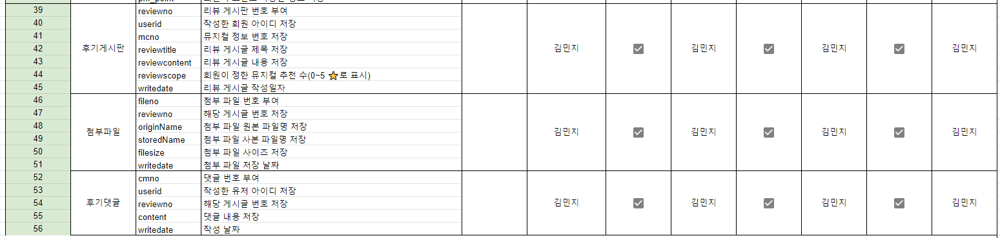 39 reviewno 리뷰 게시판 번호 부여
40 userid 작성한 회원 아이디 저장
41 mcno 뮤지컬 정보 번호 저장
42 후기게시판 reviewtitle 리뷰 게시글 제목 저장 김민지 김민지 김민지 김민지
43 reviewcontent 리뷰 게시글 내용 저장
44 reviewscope 회원이 정한 뮤지컬 추천 수(0~5 ⭐로 표시)
45 writedate 리뷰 게시글 작성일자
46 fileno 첨부 파일 번호 부여
47 reviewno 해당 게시글 번호 저장
48 첨부파일 originName 첨부 파일 원본 파일명 저장 김민지 김민지 김민지 김민지
49 storedName 첨부 파일 사본 파일명 저장
50 filesize 첨부 파일 사이즈 저장
51 writedate 첨부 파일 저장 날짜
52 cmno 댓글 번호 부여
53 userid 작성한 유저 아이디 저장
54 후기댓글 reviewno 해당 게시글 번호 저장 김민지 김민지 김민지 김민지
55 content 댓글 내용 저장
56 writedate 작성 날짜